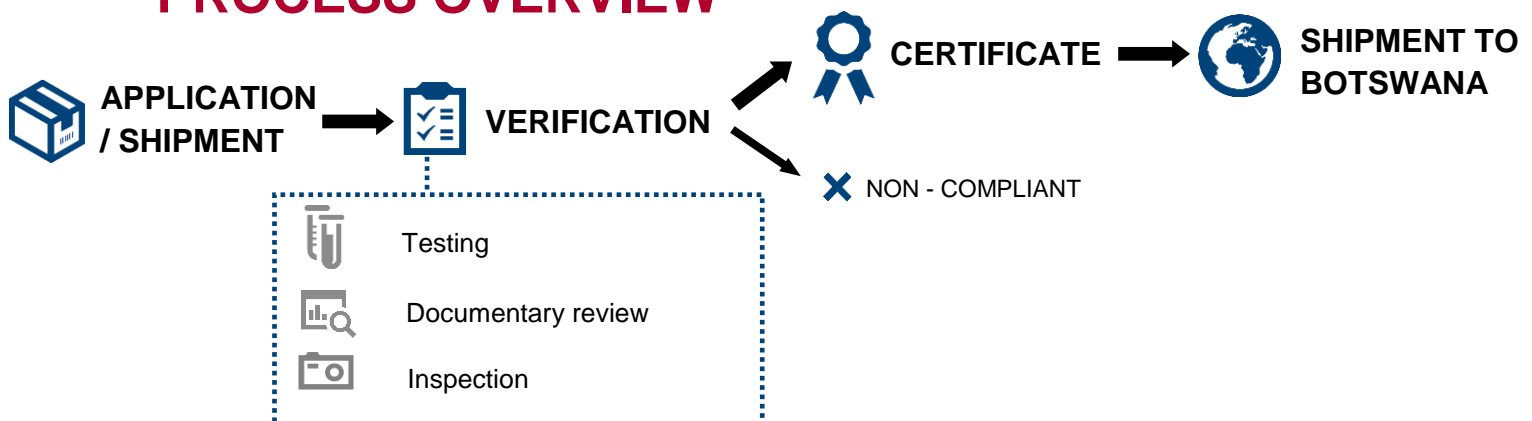 PROCESS OVERVIEW
APPLICATION
/ SHIPMENT
VERIFICATION
CERTIFICATE
SHIPMENT TO
BOTSWANA
NON - COMPLIANT
Testing
Documentary review
Inspection